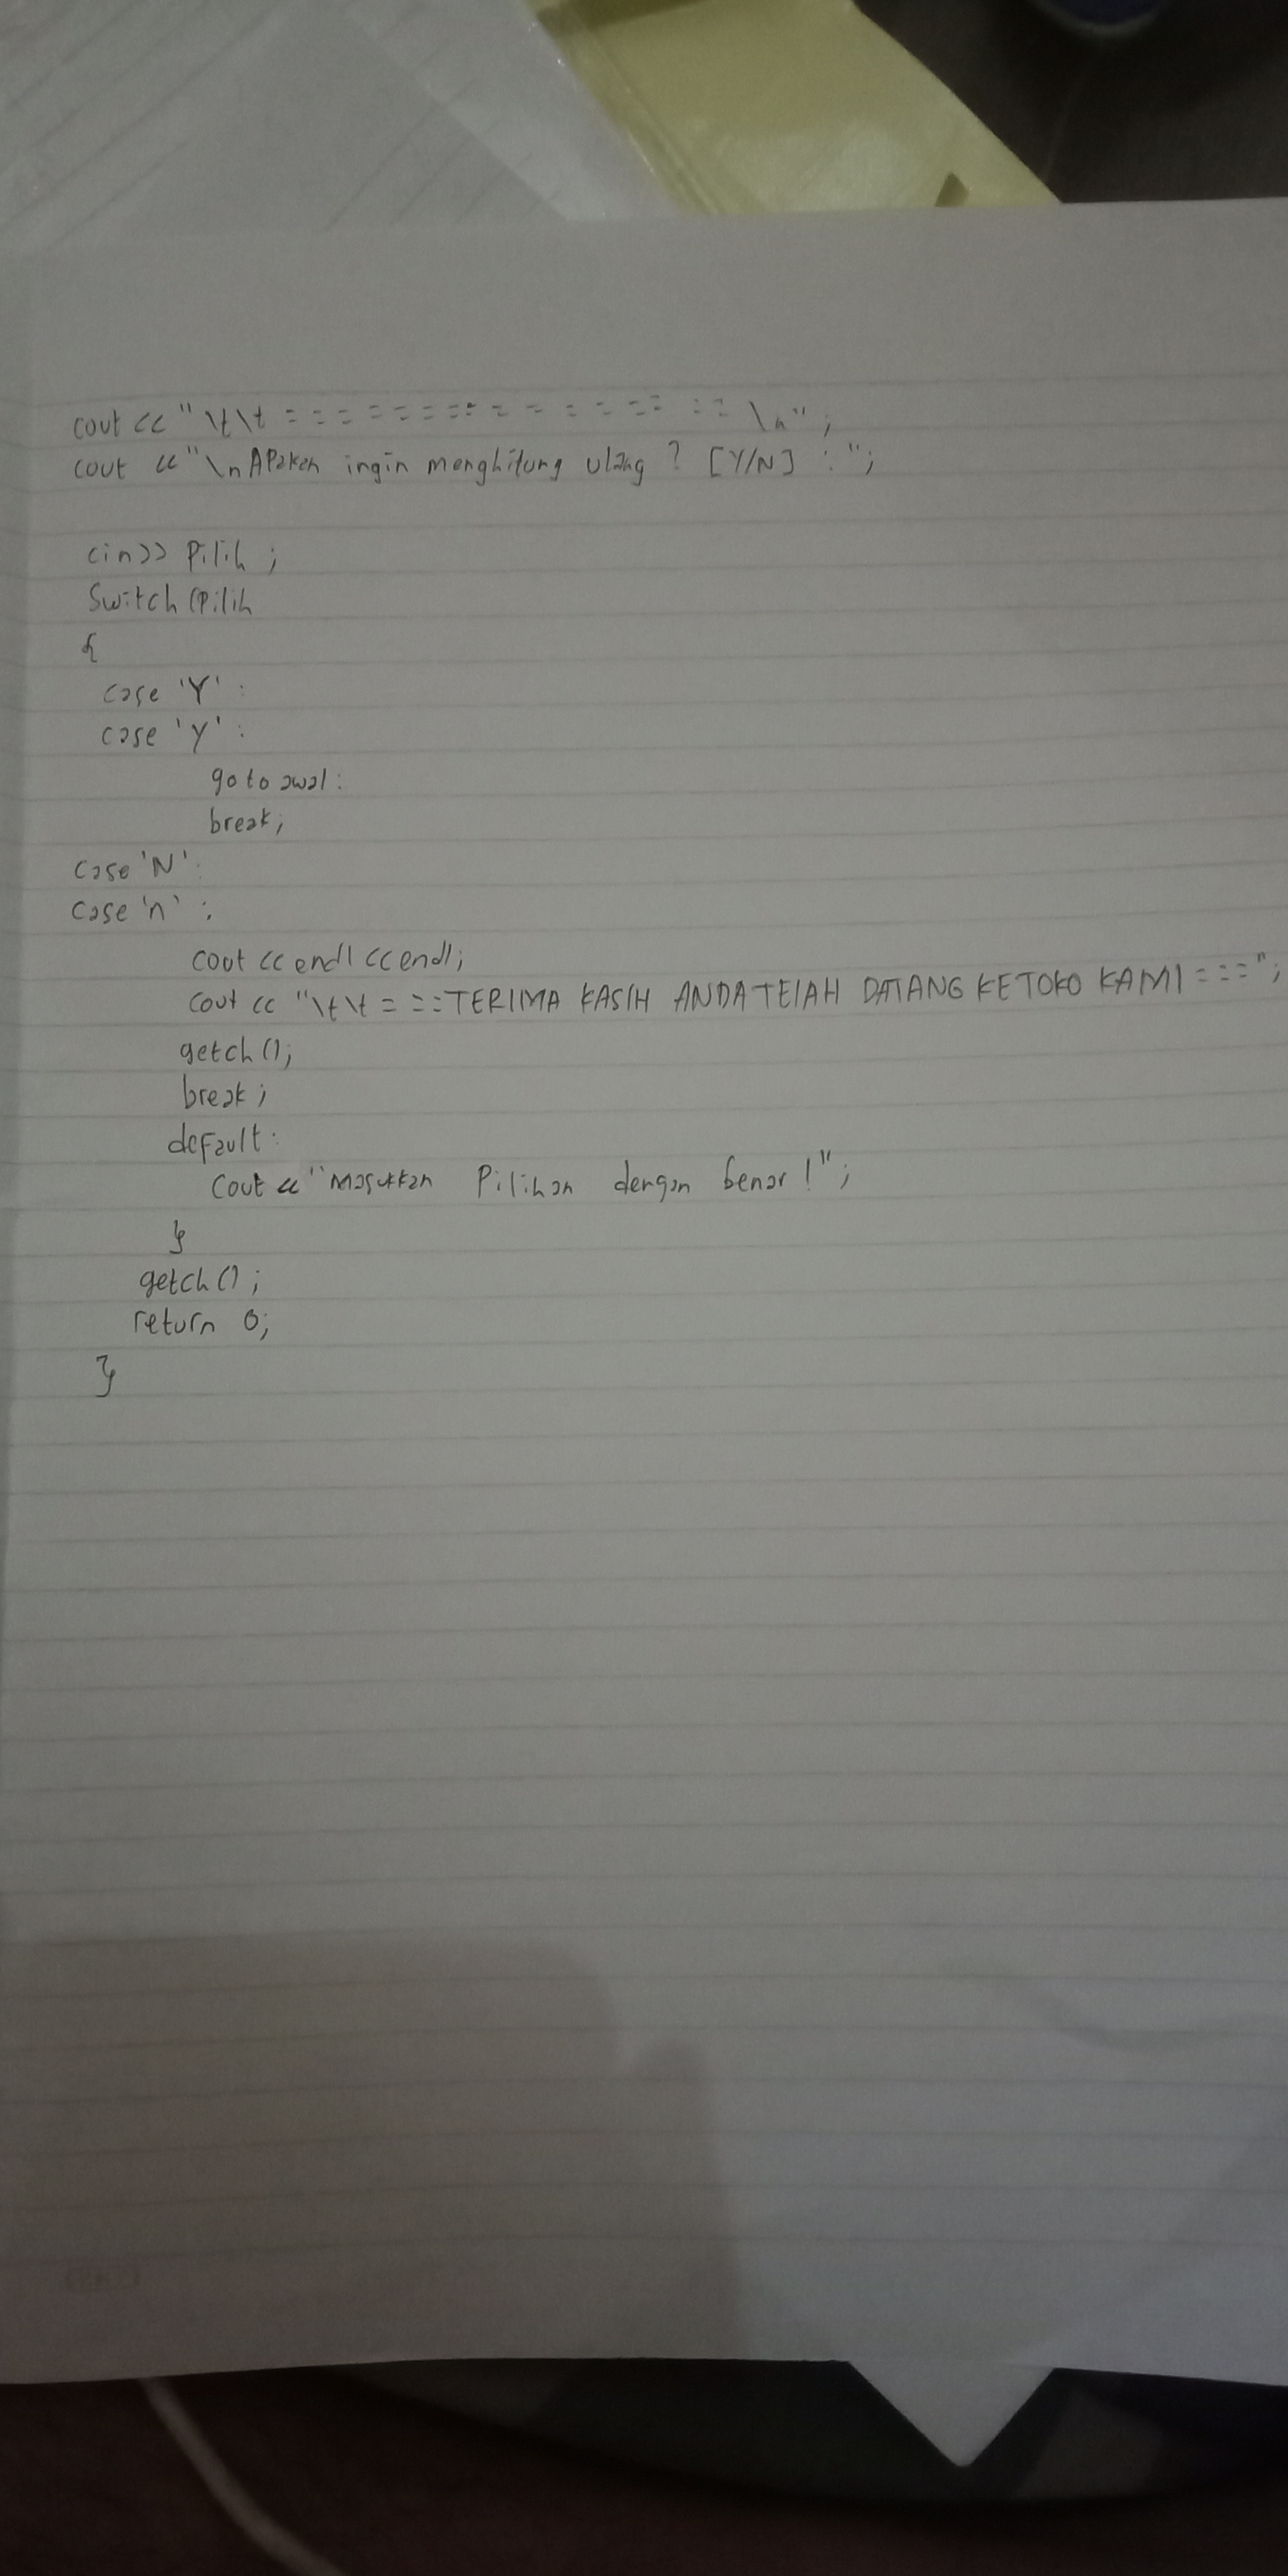 cout << "\t\t = = = = = = = = = = = = = = = = = \n";
cout << "\nAPakah ingin menghitung ulang ? [Y/N] : ";
cin>> Pilih ;
Switch (Pilih
{
case 'Y' :
case 'y' :
goto awal :
break;
case 'N' :
case 'n' :
cout << endl << endl;
cout << "\t\t = ==TERIMA KASIH ANDA TElAH DATANG KETOKO KAMI ===";
getch ();
break ;
default :
Cout << "Masukkan Pilihan dengan benar !";
}
getch () ;
return 0;
}